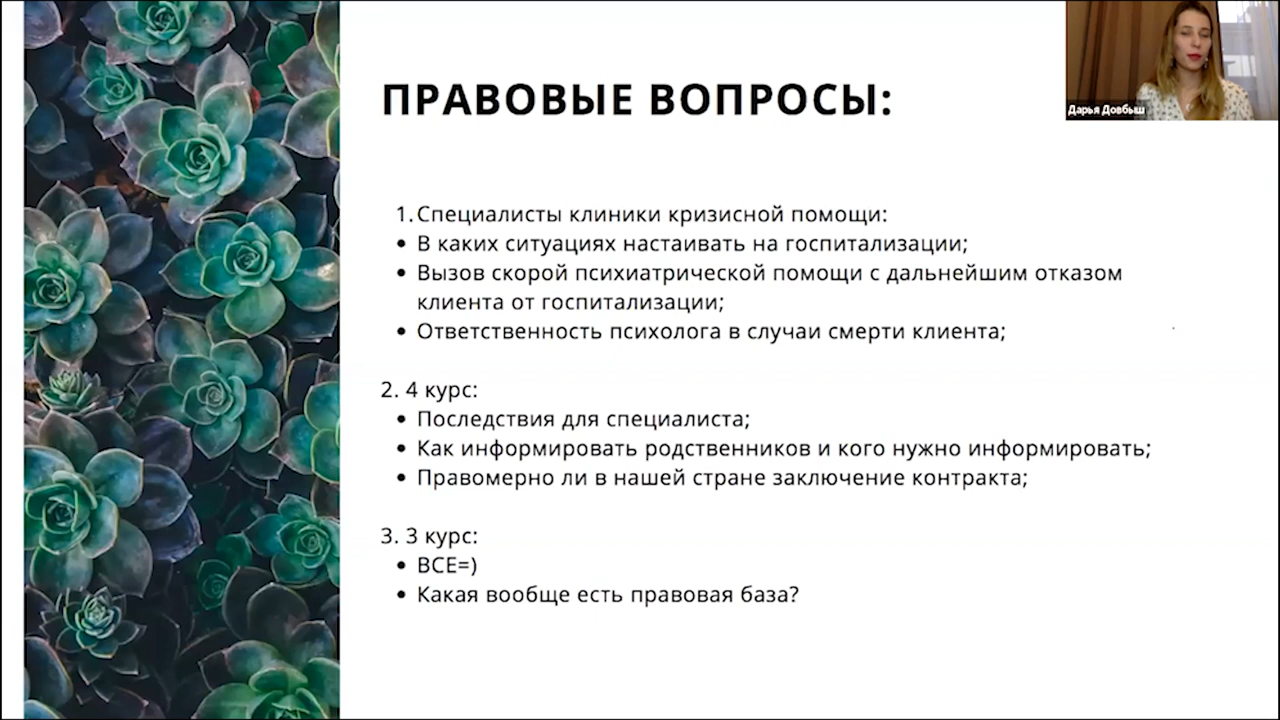 ПРАВОВЫЕ ВОПРОСЫ:
Дарья Довбыш
1. Специалисты клиники кризисной помощи:
• В каких ситуациях настаивать на госпитализации;
• Вызов скорой психиатрической помощи с дальнейшим отказом
клиента от госпитализации;
• Ответственность психолога в случаи смерти клиента;
2. 4 курс:
• Последствия для специалиста;
• Как информировать родственников и кого нужно информировать;
• Правомерно ли в нашей стране заключение контракта;
3. 3 курс:
• ВСЕ=)
• Какая вообще есть правовая база?